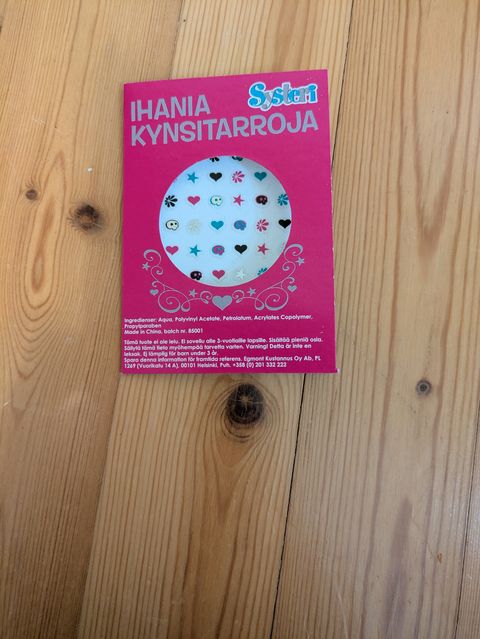 Systeri
IHANIA
KYNSITARROJA
Ingredienser: Aqua, Polyvinyl Acetate, Petrolatum, Acrylates Copolymer,
Propylparaben
Made in China, batch nr. 85001
Tämä tuote ei ole lelu. Ei sovellu alle 3-vuotiaille lapsille. Sisältää pieniä osia.
Säilytä tämä tieto myöhempää tarvetta varten. Varning! Detta är inte en
leksak. Ej lämplig för barn under 3 år.
Spara denna information för framtida referens. Egmont Kustannus Oy Ab, PL
1269 (Vuorikatu 14 A), 00101 Helsinki. Puh. +358 (0) 201 332 222